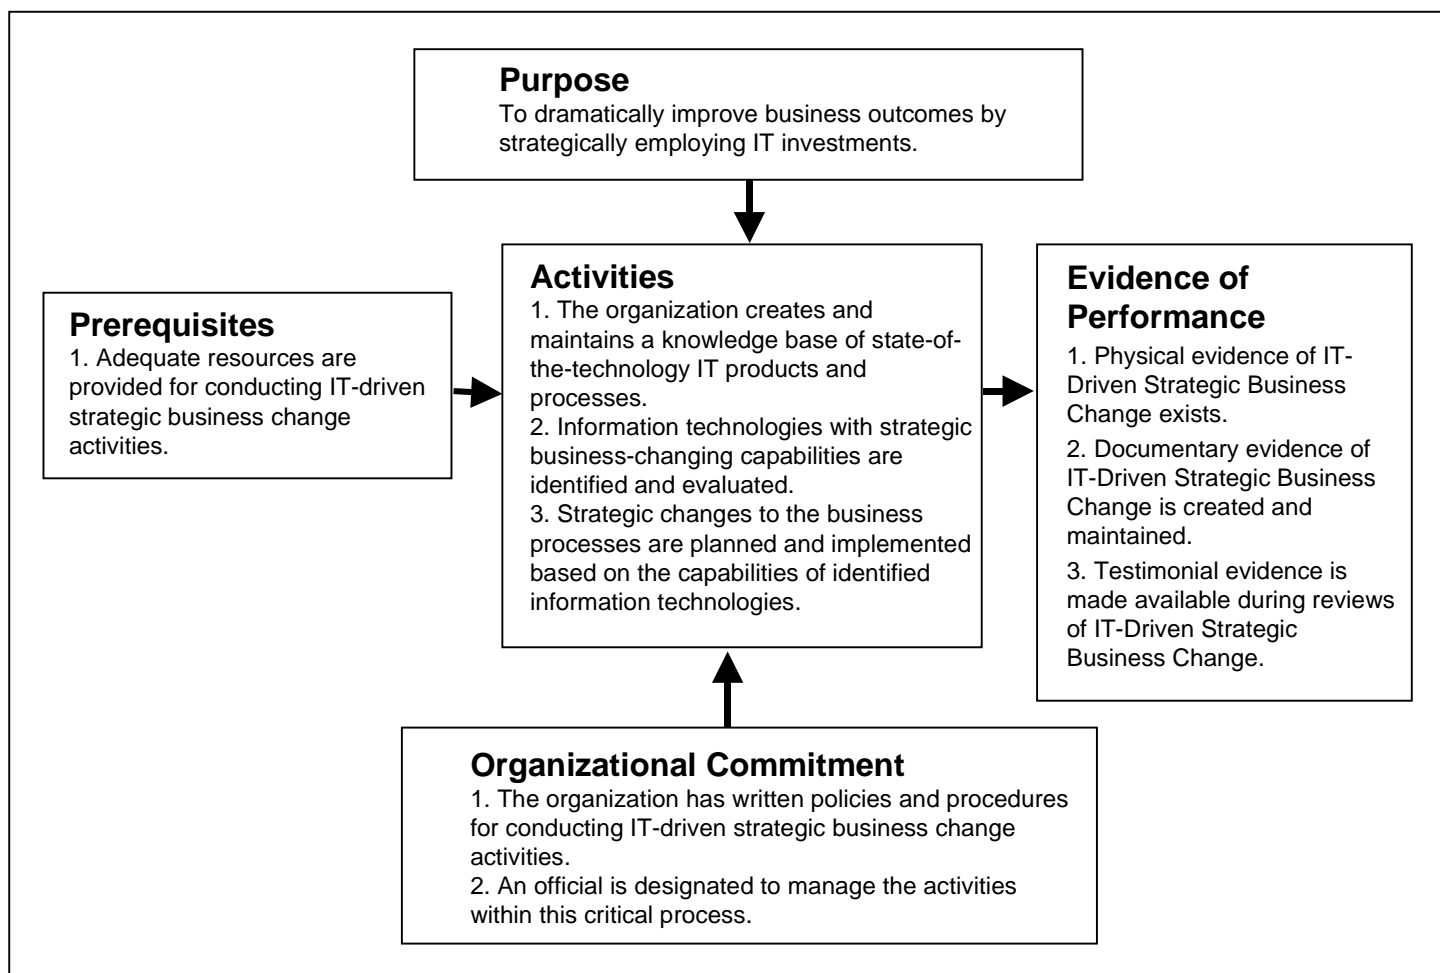 Purpose
To dramatically improve business outcomes by
strategically employing IT investments.
Prerequisites
1. Adequate resources are
provided for conducting IT-driven
strategic business change
activities.
Activities
1. The organization creates and
maintains a knowledge base of state-of-
the-technology IT products and
processes.
2. Information technologies with strategic
business-changing capabilities are
identified and evaluated.
3. Strategic changes to the business
processes are planned and implemented
based on the capabilities of identified
information technologies.
Evidence of
Performance
1. Physical evidence of IT-
Driven Strategic Business
Change exists.
2. Documentary evidence of
IT-Driven Strategic Business
Change is created and
maintained.
3. Testimonial evidence is
made available during reviews
of IT-Driven Strategic
Business Change.
Organizational Commitment
1. The organization has written policies and procedures
for conducting IT-driven strategic business change
activities.
2. An official is designated to manage the activities
within this critical process.